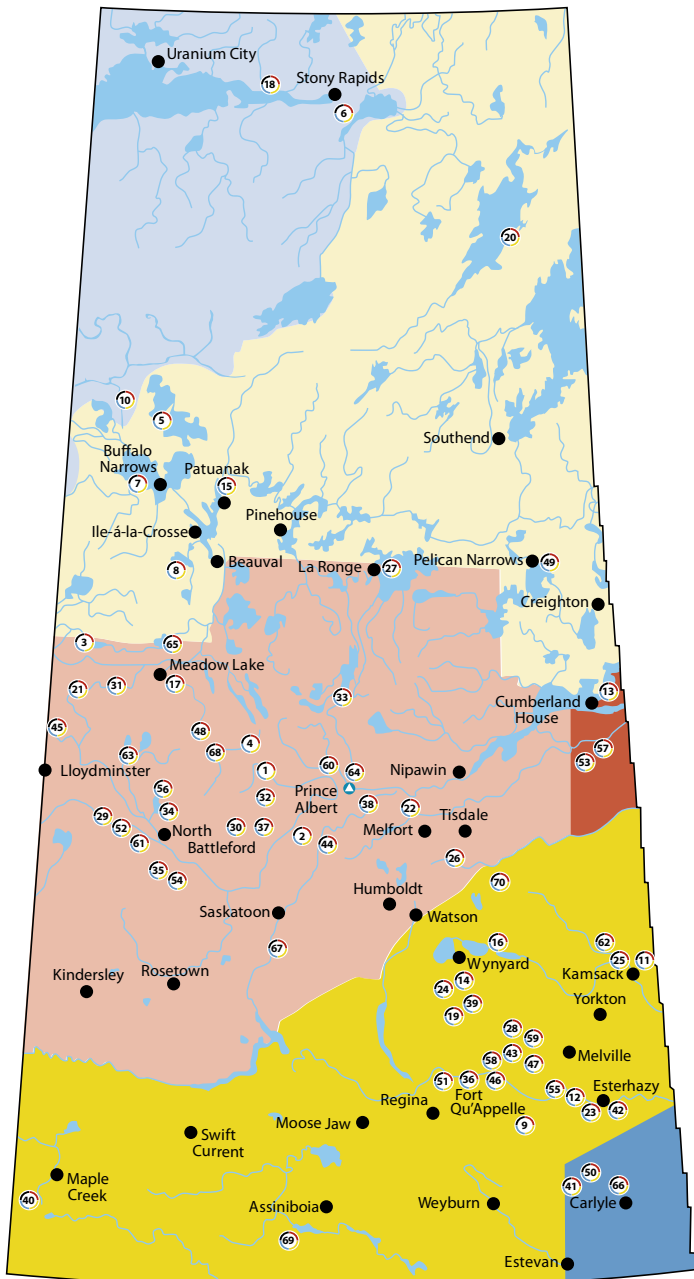 Uranium City
18
Stony Rapids
6
20
10
5
Southend
Buffalo
Narrows
7
Patuanak
15
Pinehouse
Ile-á-la-Crosse
8
Beauval
La Ronge
27
Pelican Narrows
49
Creighton
3
65
Meadow Lake
21
31
17
33
13
Cumberland
House
45
48
4
63
68
57
53
Lloydminster
1
60
64
Nipawin
56
32
Prince
Albert
38
22
29
34
52
North
Battleford
30
37
2
44
61
Melfort
Tisdale
26
35
54
70
Humboldt
Saskatoon
Watson
67
16
62
Wynyard
25
11
Kamsack
Kindersley
Rosetown
14
24
39
19
Yorkton
28
59
43
58
47
Melville
51
36
46
55
12
Esterhazy
23
42
Fort
Qu’Appelle
Regina
9
Moose Jaw
Swift
Current
Maple
Creek
40
50
41
66
Carlyle
Assiniboia
Weyburn
69
Estevan